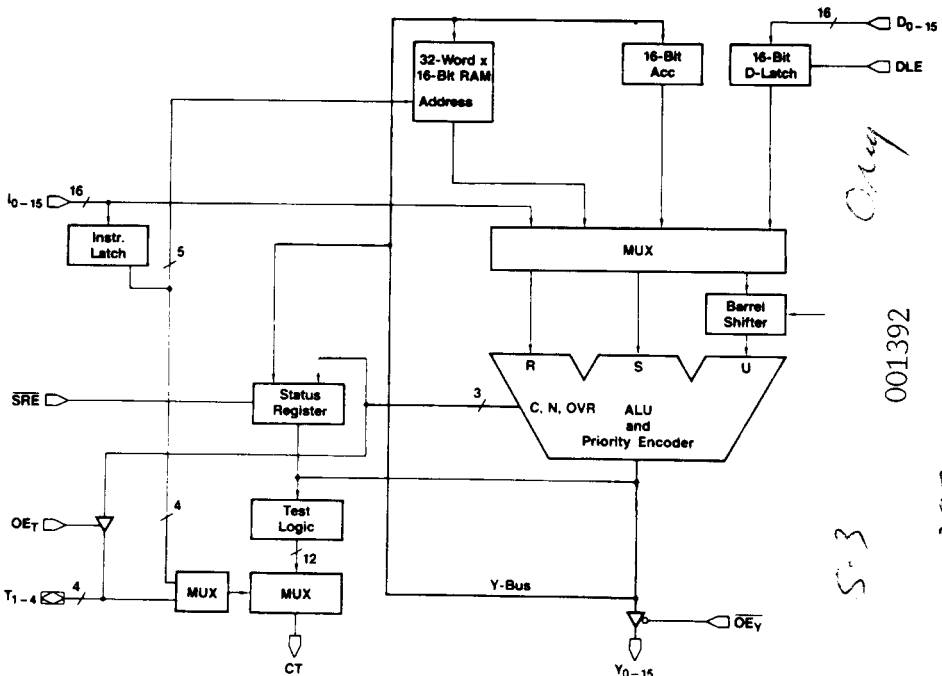 16
D0–15
32-Word x
16-Bit RAM
Address
16-Bit
Acc
16-Bit
D-Latch
DLE
Only
I0–15
16
Instr.
Latch
5
MUX
Barrel
Shifter
001392
R
S
U
SRE
Status
Register
3
C, N, OVR
ALU
and
Priority Encoder
OET
4
Test
Logic
12
S-3
T1–4
4
MUX
MUX
Y-Bus
OEY
CT
Y0–15